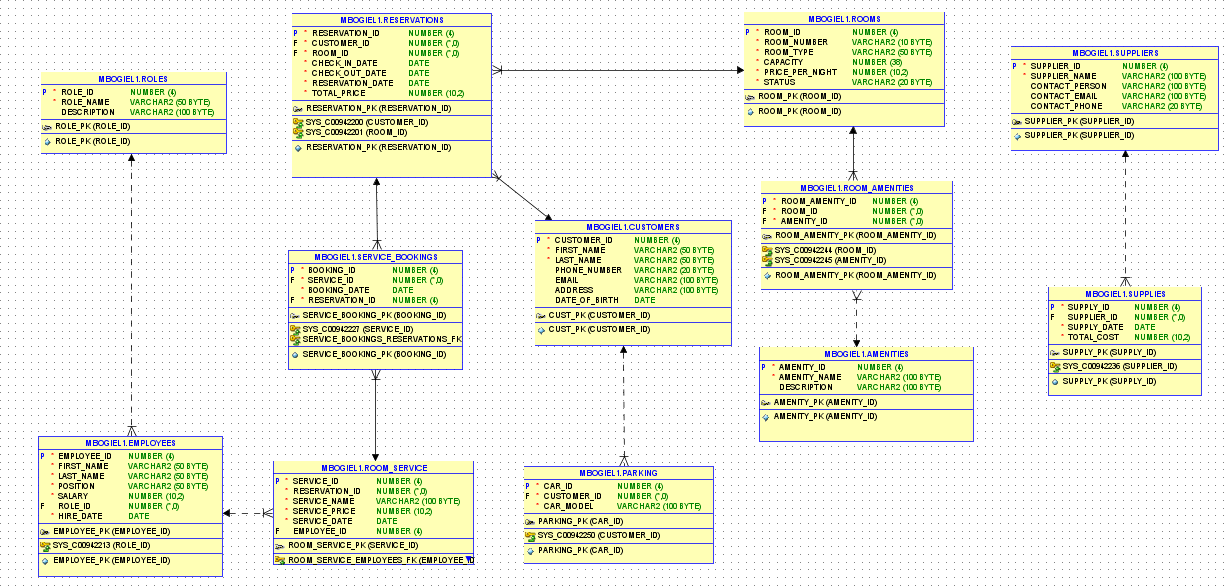 MBOGIEL1.RESERVATIONS
P * RESERVATION_ID NUMBER (4)
F * CUSTOMER_ID NUMBER (*,0)
F * ROOM_ID NUMBER (*,0)
* CHECK_IN_DATE DATE
* CHECK_OUT_DATE DATE
* RESERVATION_DATE DATE
* TOTAL_PRICE NUMBER (10,2)
RESERVATION_PK (RESERVATION_ID)
SYS_C00942200 (CUSTOMER_ID)
SYS_C00942201 (ROOM_ID)
RESERVATION_PK (RESERVATION_ID)
MBOGIEL1.ROOMS
P * ROOM_ID NUMBER (4)
* ROOM_NUMBER VARCHAR2 (10 BYTE)
* ROOM_TYPE VARCHAR2 (50 BYTE)
* CAPACITY NUMBER (38)
* PRICE_PER_NIGHT NUMBER (10,2)
* STATUS VARCHAR2 (20 BYTE)
ROOM_PK (ROOM_ID)
ROOM_PK (ROOM_ID)
MBOGIEL1.SUPPLIERS
P * SUPPLIER_ID NUMBER (4)
* SUPPLIER_NAME VARCHAR2 (100 BYTE)
CONTACT_PERSON VARCHAR2 (100 BYTE)
CONTACT_EMAIL VARCHAR2 (100 BYTE)
CONTACT_PHONE VARCHAR2 (20 BYTE)
SUPPLIER_PK (SUPPLIER_ID)
SUPPLIER_PK (SUPPLIER_ID)
MBOGIEL1.ROLES
P * ROLE_ID NUMBER (4)
* ROLE_NAME VARCHAR2 (50 BYTE)
DESCRIPTION VARCHAR2 (100 BYTE)
ROLE_PK (ROLE_ID)
ROLE_PK (ROLE_ID)
MBOGIEL1.ROOM_AMENITIES
P * ROOM_AMENITY_ID NUMBER (4)
F * ROOM_ID NUMBER (*,0)
F * AMENITY_ID NUMBER (*,0)
ROOM_AMENITY_PK (ROOM_AMENITY_ID)
SYS_C00942244 (ROOM_ID)
SYS_C00942245 (AMENITY_ID)
ROOM_AMENITY_PK (ROOM_AMENITY_ID)
MBOGIEL1.CUSTOMERS
P * CUSTOMER_ID NUMBER (4)
* FIRST_NAME VARCHAR2 (50 BYTE)
* LAST_NAME VARCHAR2 (50 BYTE)
PHONE_NUMBER VARCHAR2 (20 BYTE)
EMAIL VARCHAR2 (100 BYTE)
ADDRESS VARCHAR2 (100 BYTE)
DATE_OF_BIRTH DATE
CUST_PK (CUSTOMER_ID)
CUST_PK (CUSTOMER_ID)
MBOGIEL1.SERVICE_BOOKINGS
P * BOOKING_ID NUMBER (4)
F * SERVICE_ID NUMBER (*,0)
* BOOKING_DATE DATE
F * RESERVATION_ID NUMBER (4)
SERVICE_BOOKING_PK (BOOKING_ID)
SYS_C00942227 (SERVICE_ID)
SERVICE_BOOKINGS_RESERVATIONS_FK
SERVICE_BOOKING_PK (BOOKING_ID)
MBOGIEL1.SUPPLIES
P * SUPPLY_ID NUMBER (4)
F * SUPPLIER_ID NUMBER (*,0)
* SUPPLY_DATE DATE
* TOTAL_COST NUMBER (10,2)
SUPPLY_PK (SUPPLY_ID)
SYS_C00942236 (SUPPLIER_ID)
SUPPLY_PK (SUPPLY_ID)
MBOGIEL1.AMENITIES
P * AMENITY_ID NUMBER (4)
* AMENITY_NAME VARCHAR2 (100 BYTE)
DESCRIPTION VARCHAR2 (100 BYTE)
AMENITY_PK (AMENITY_ID)
AMENITY_PK (AMENITY_ID)
MBOGIEL1.EMPLOYEES
P * EMPLOYEE_ID NUMBER (4)
* FIRST_NAME VARCHAR2 (50 BYTE)
* LAST_NAME VARCHAR2 (50 BYTE)
* POSITION VARCHAR2 (50 BYTE)
* SALARY NUMBER (10,2)
F * ROLE_ID NUMBER (*,0)
* HIRE_DATE DATE
EMPLOYEE_PK (EMPLOYEE_ID)
SYS_C00942213 (ROLE_ID)
EMPLOYEE_PK (EMPLOYEE_ID)
MBOGIEL1.ROOM_SERVICE
P * SERVICE_ID NUMBER (4)
* RESERVATION_ID NUMBER (*,0)
* SERVICE_NAME VARCHAR2 (100 BYTE)
* SERVICE_PRICE NUMBER (10,2)
* SERVICE_DATE DATE
F EMPLOYEE_ID NUMBER (4)
ROOM_SERVICE_PK (SERVICE_ID)
ROOM_SERVICE_EMPLOYEES_FK (EMPLOYEE_ID
MBOGIEL1.PARKING
P * CAR_ID NUMBER (4)
F * CUSTOMER_ID NUMBER (*,0)
* CAR_MODEL VARCHAR2 (100 BYTE)
PARKING_PK (CAR_ID)
SYS_C00942250 (CUSTOMER_ID)
PARKING_PK (CAR_ID)